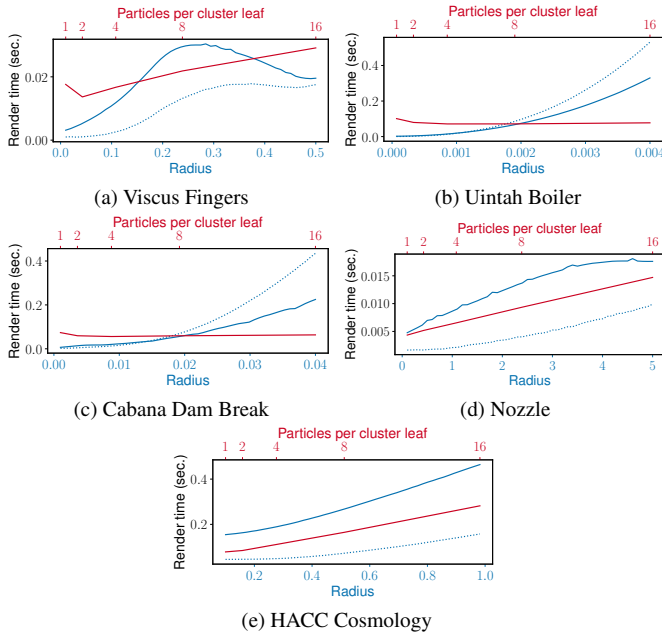 Particles per cluster leaf
Particles per cluster leaf
1 2 4 8 16
1 2 4 8 16
Render time (sec.)
0.02
0.00
0.0 0.1 0.2 0.3 0.4 0.5
Radius
Render time (sec.)
0.4
0.2
0.0
0.000 0.001 0.002 0.003 0.004
Radius
(a) Viscus Fingers
(b) Uintah Boiler
Particles per cluster leaf
Particles per cluster leaf
1 2 4 8 16
1 2 4 8 16
Render time (sec.)
0.4
0.2
0.0
0.00 0.01 0.02 0.03 0.04
Radius
Render time (sec.)
0.015
0.010
0.005
0 1 2 3 4 5
Radius
(c) Cabana Dam Break
(d) Nozzle
Particles per cluster leaf
1 2 4 8 16
Render time (sec.)
0.4
0.2
0.2 0.4 0.6 0.8 1.0
Radius
(e) HACC Cosmology